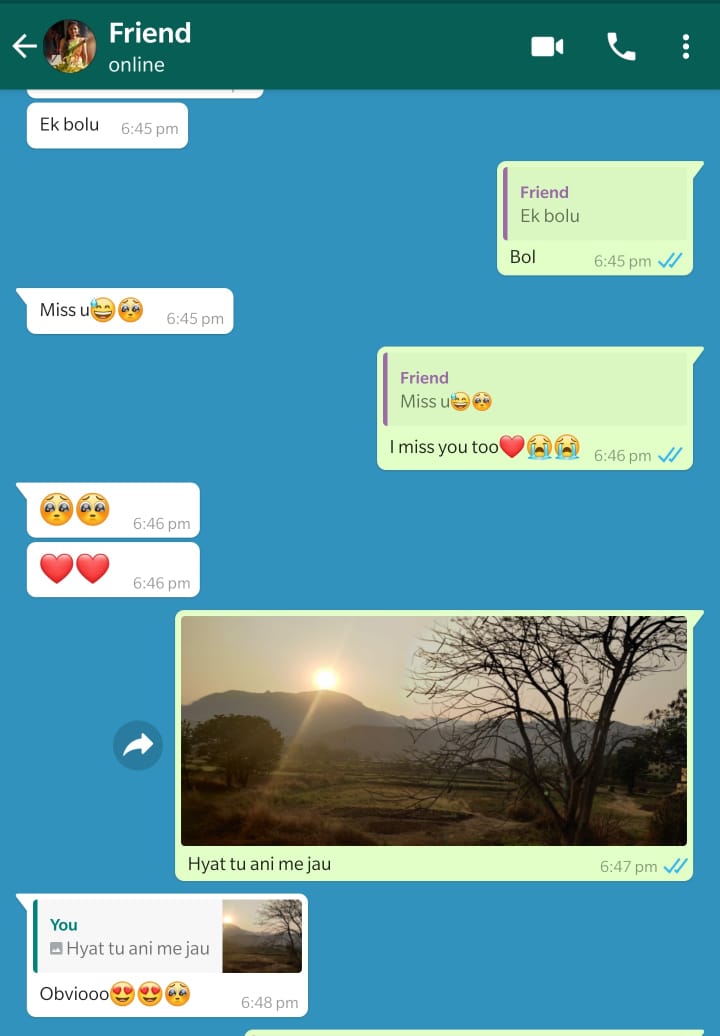 Friend
online
Ek bolu 6:45 pm
Friend
Ek bolu
Bol 6:45 pm
Miss u😅🥺 6:45 pm
Friend
Miss u😅🥺
I miss you too❤️😭😭 6:46 pm
🥺🥺 6:46 pm
❤️❤️ 6:46 pm
Hyat tu ani me jau 6:47 pm
You
Hyat tu ani me jau
Obviooo😍😍🥺 6:48 pm